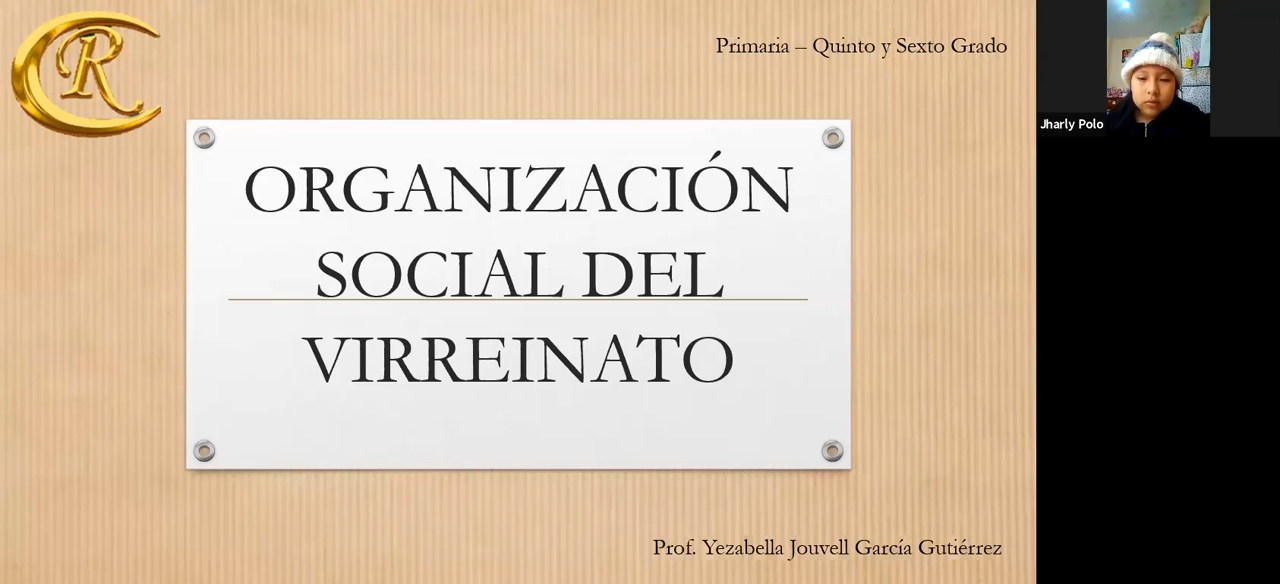 R
Primaria – Quinto y Sexto Grado
Jharly Polo
ORGANIZACIÓN
SOCIAL DEL
VIRREINATO
Prof. Yezabella Jouvell García Gutiérrez